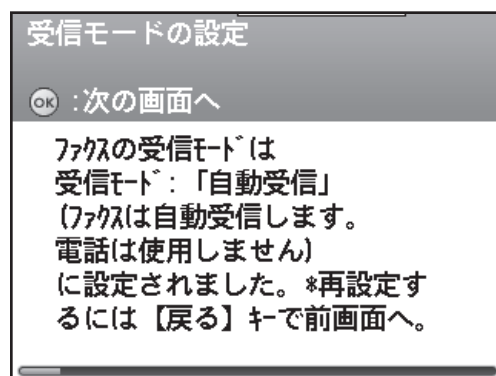 受信モードの設定
OK :次の画面へ
ﾌｧｸｽの受信ﾓｰﾄﾞは
受信ﾓｰﾄﾞ:「自動受信」
(ﾌｧｸｽは自動受信します。
電話は使用しません)
に設定されました。*再設定す
るには【戻る】ｷｰで前画面へ。